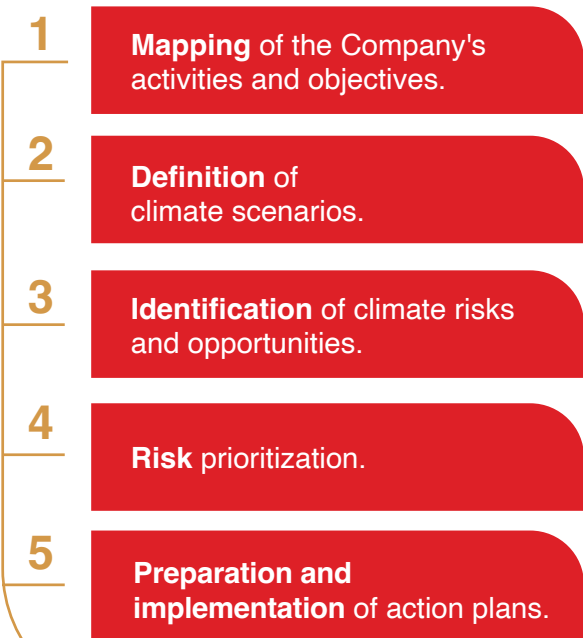 1
Mapping of the Company's
activities and objectives.
2
Definition of
climate scenarios.
3
Identification of climate risks
and opportunities.
4
Risk prioritization.
5
Preparation and
implementation of action plans.